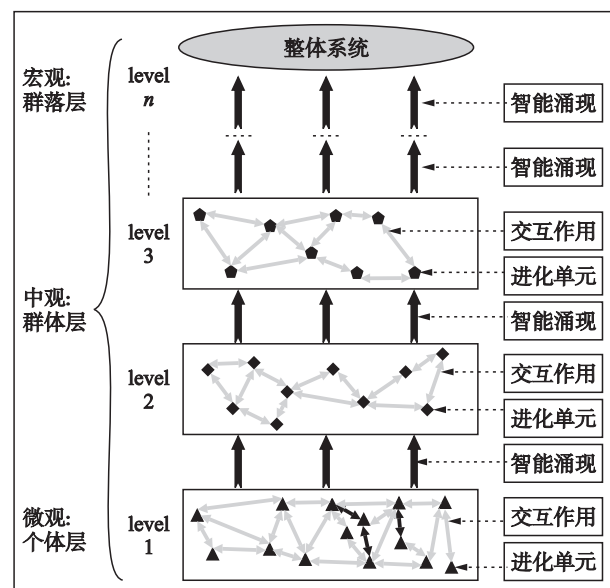 整体系统
宏观:
群落层
level
n
智能涌现
智能涌现
level
3
交互作用
进化单元
中观:
群体层
智能涌现
level
2
交互作用
进化单元
智能涌现
微观:
个体层
level
1
交互作用
进化单元